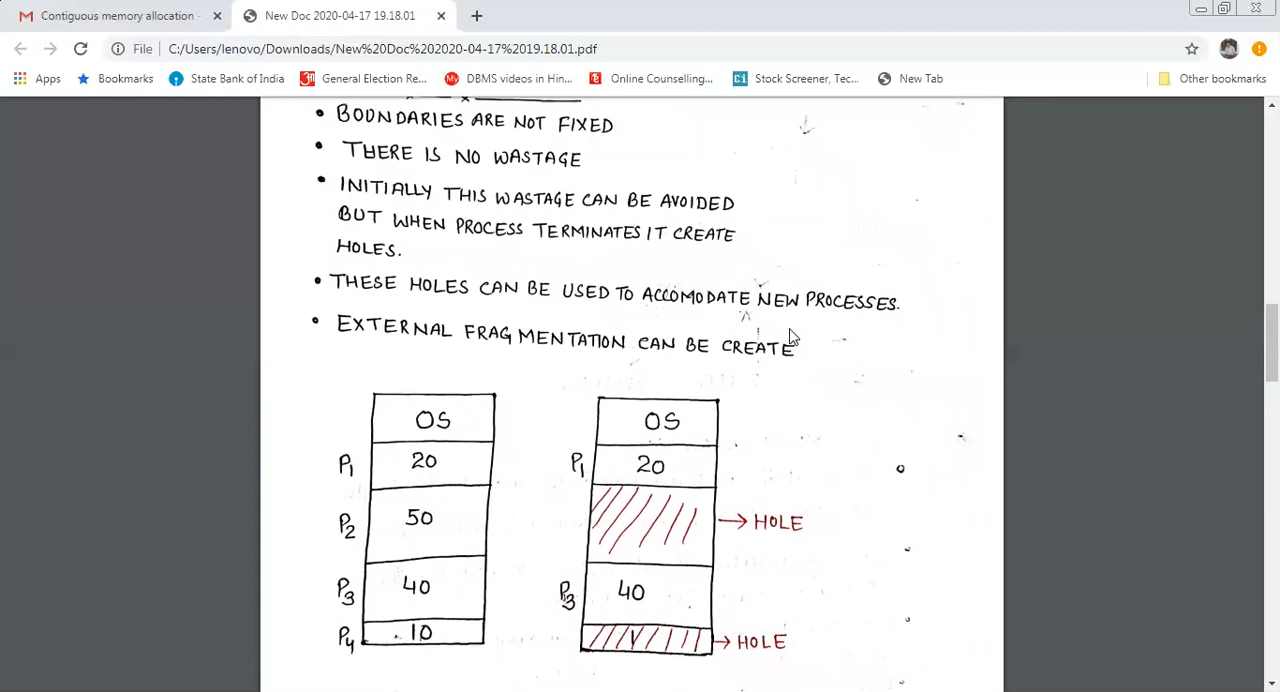 Contiguous memory allocation -
New Doc 2020-04-17 19.18.01
File
C:/Users/lenovo/Downloads/New%20Doc%202020-04-17%2019.18.01.pdf
Apps
Bookmarks
State Bank of India
General Election Re...
DBMS videos in Hin...
Online Counselling...
Stock Screener, Tec...
New Tab
Other bookmarks
• BOUNDARIES ARE NOT FIXED
• THERE IS NO WASTAGE
• INITIALLY THIS WASTAGE CAN BE AVOIDED
BUT WHEN PROCESS TERMINATES IT CREATE
HOLES.
• THESE HOLES CAN BE USED TO ACCOMODATE NEW PROCESSES.
• EXTERNAL FRAGMENTATION CAN BE CREATE
OS
P1 20
P2 50
P3 40
P4 10
OS
P1 20
→ HOLE
P3 40
→ HOLE